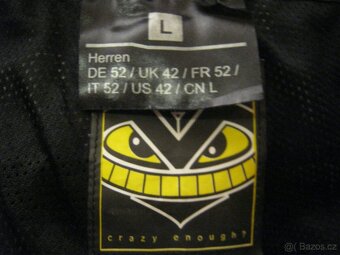 L
Herren
DE 52 / UK 42 / FR 52 /
IT 52 / US 42 / CN L
crazy enough?
Bazos.cz